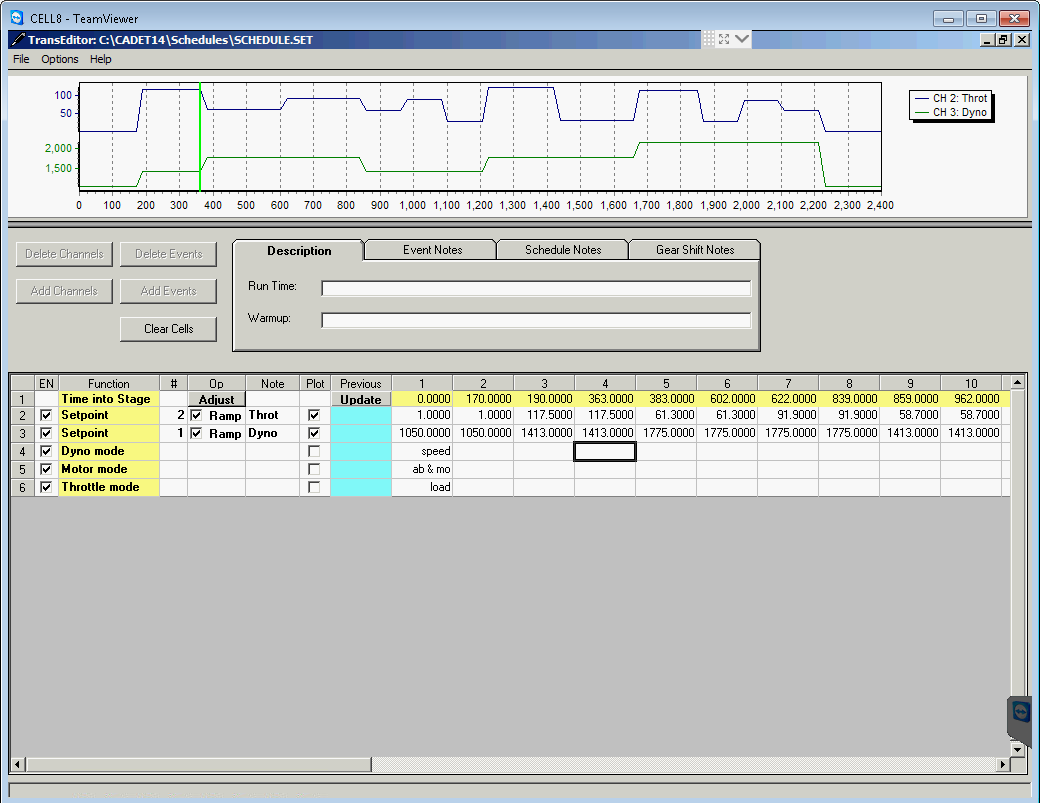 CELL8 - TeamViewer
TransEditor: C:\CADET14\Schedules\SCHEDULE.SET
File Options Help
100
50
2,000
1,500
0 100 200 300 400 500 600 700 800 900 1,000 1,100 1,200 1,300 1,400 1,500 1,600 1,700 1,800 1,900 2,000 2,100 2,200 2,300 2,400
CH 2: Throt
CH 3: Dyno
Delete Channels Delete Events
Add Channels Add Events
Clear Cells
Description Event Notes Schedule Notes Gear Shift Notes
Run Time:
Warmup:
EN Function # Op Note Plot Previous 1 2 3 4 5 6 7 8 9 10
1 Time into Stage Adjust Update 0.0000 170.0000 190.0000 363.0000 383.0000 602.0000 622.0000 839.0000 859.0000 962.0000
2 Setpoint 2 Ramp Throt 1.0000 1.0000 117.5000 117.5000 61.3000 61.3000 91.9000 91.9000 58.7000 58.7000
3 Setpoint 1 Ramp Dyno 1050.0000 1050.0000 1413.0000 1413.0000 1775.0000 1775.0000 1775.0000 1775.0000 1413.0000 1413.0000
4 Dyno mode speed
5 Motor mode ab & mo
6 Throttle mode load